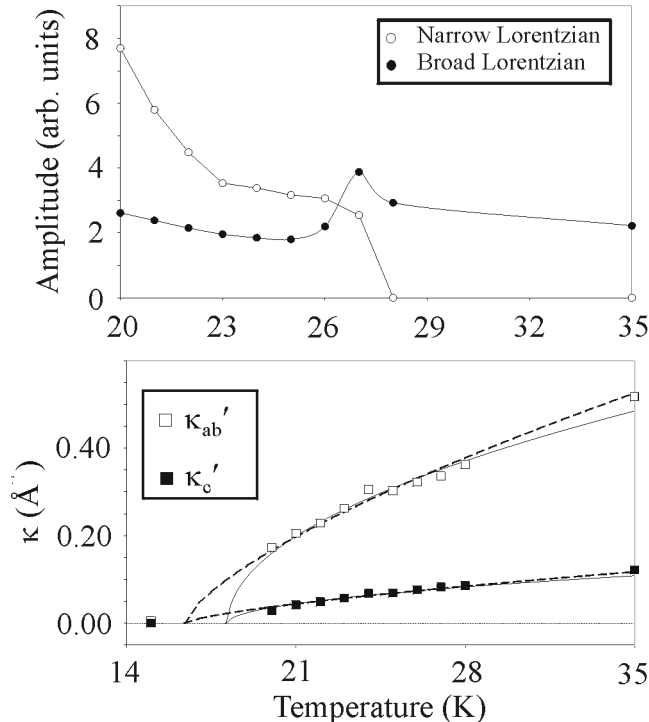 8
6
4
2
0
Amplitude (arb. units)
Narrow Lorentzian
Broad Lorentzian
20 23 26 29 32 35
κab′
κc′
0.40
0.20
0.00
κ (Å⁻¹)
14 21 28 35
Temperature (K)